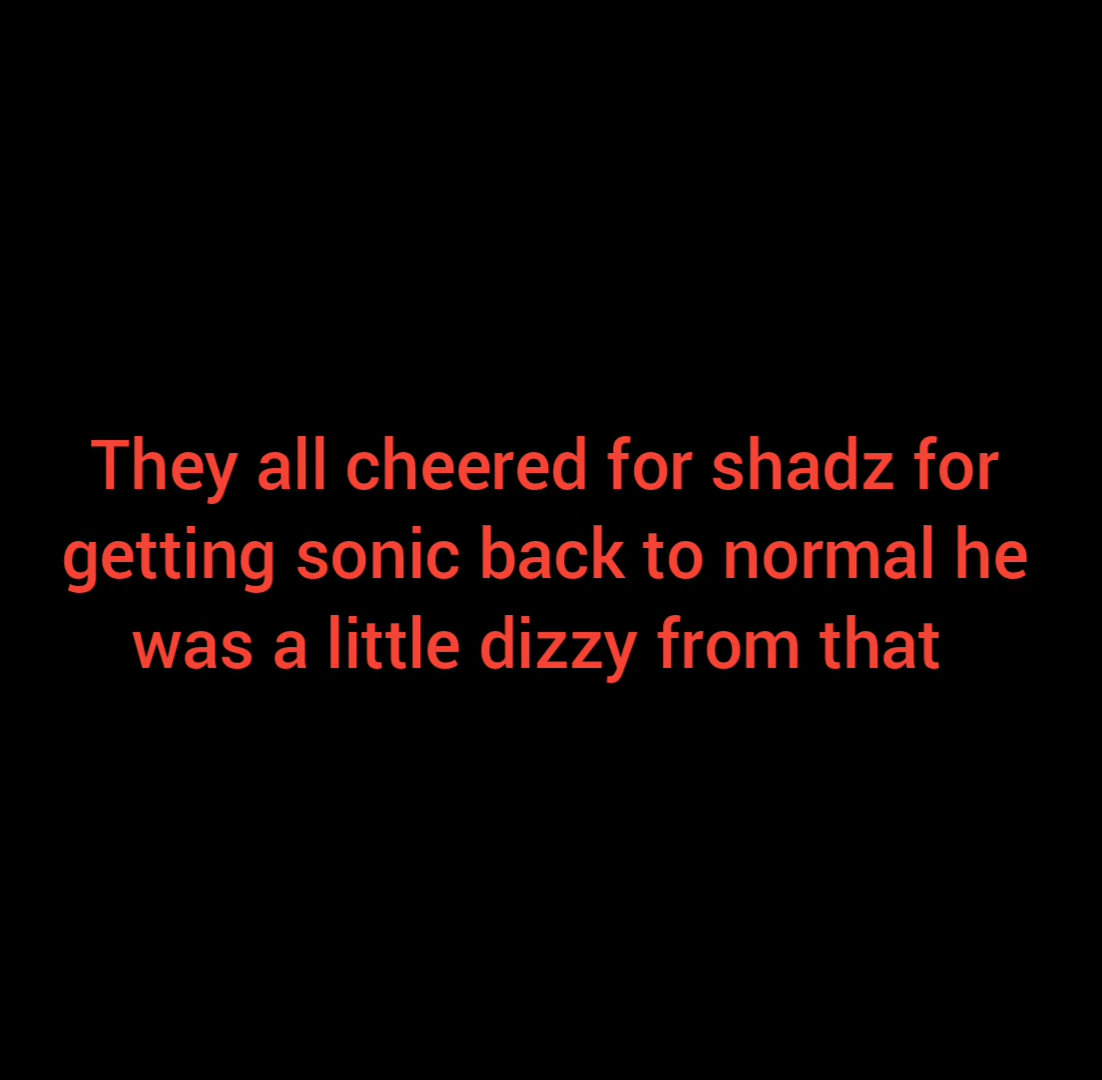 They all cheered for shadz for
getting sonic back to normal he
was a little dizzy from that